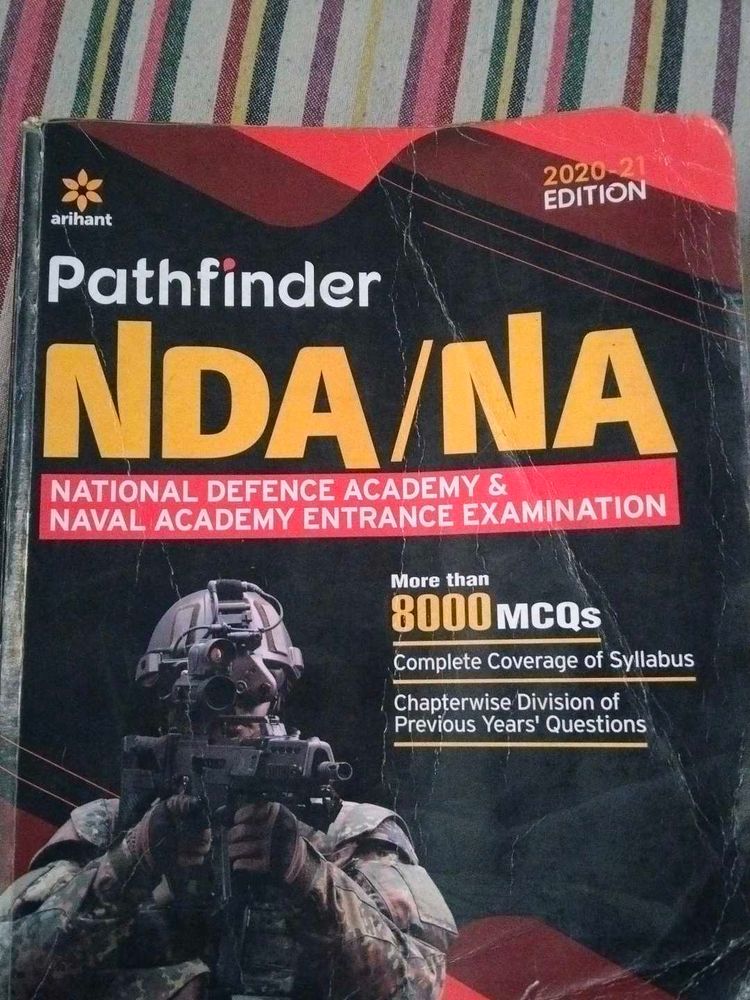 arihant
2020-21
EDITION
Pathfinder
NDA/NA
NATIONAL DEFENCE ACADEMY &
NAVAL ACADEMY ENTRANCE EXAMINATION
More than
8000 MCQs
Complete Coverage of Syllabus
Chapterwise Division of
Previous Years' Questions